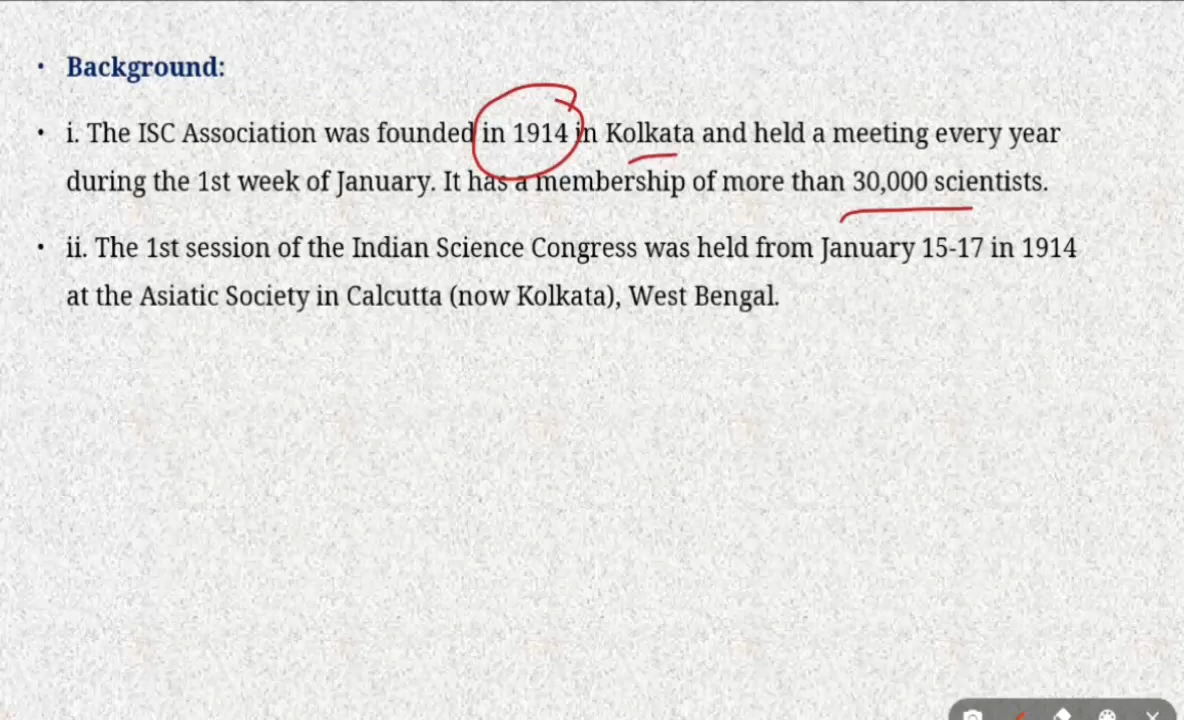 • Background:
• i. The ISC Association was founded in 1914 in Kolkata and held a meeting every year
during the 1st week of January. It has a membership of more than 30,000 scientists.
• ii. The 1st session of the Indian Science Congress was held from January 15-17 in 1914
at the Asiatic Society in Calcutta (now Kolkata), West Bengal.